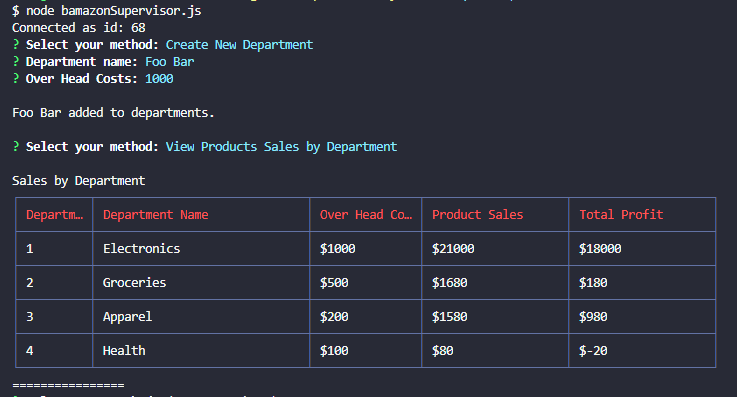 $ node bamazonSupervisor.js
Connected as id: 68
? Select your method: Create New Department
? Department name: Foo Bar
? Over Head Costs: 1000
Foo Bar added to departments.
? Select your method: View Products Sales by Department
Sales by Department
Departm… Department Name Over Head Co… Product Sales Total Profit
1 Electronics $1000 $21000 $18000
2 Groceries $500 $1680 $180
3 Apparel $200 $1580 $980
4 Health $100 $80 $-20
================